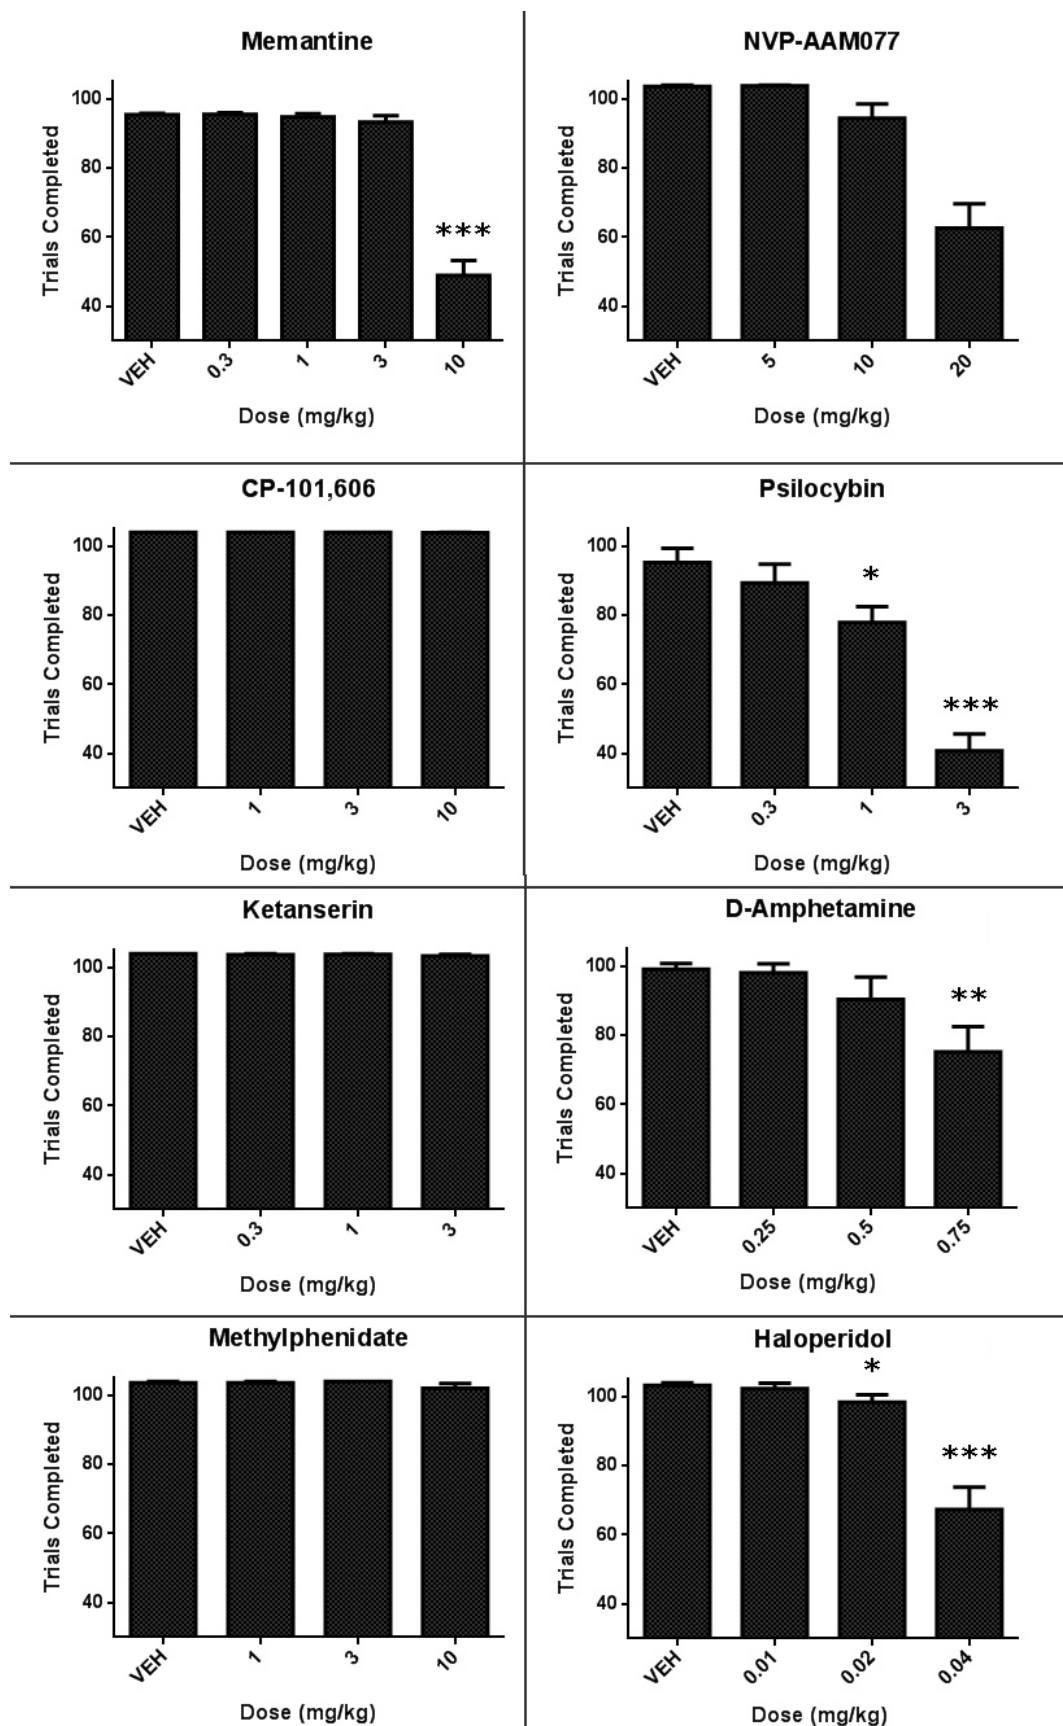 Memantine
Trials Completed
100
80
60
40
***
VEH
0.3
1
3
10
Dose (mg/kg)
NVP-AAM077
Trials Completed
100
80
60
40
VEH
5
10
20
Dose (mg/kg)
CP-101,606
Trials Completed
100
80
60
40
VEH
1
3
10
Dose (mg/kg)
Psilocybin
Trials Completed
100
80
60
40
*
***
VEH
0.3
1
3
Dose (mg/kg)
Ketanserin
Trials Completed
100
80
60
40
VEH
0.3
1
3
Dose (mg/kg)
D-Amphetamine
Trials Completed
100
80
60
40
**
VEH
0.25
0.5
0.75
Dose (mg/kg)
Methylphenidate
Trials Completed
100
80
60
40
VEH
1
3
10
Dose (mg/kg)
Haloperidol
Trials Completed
100
80
60
40
*
***
VEH
0.01
0.02
0.04
Dose (mg/kg)